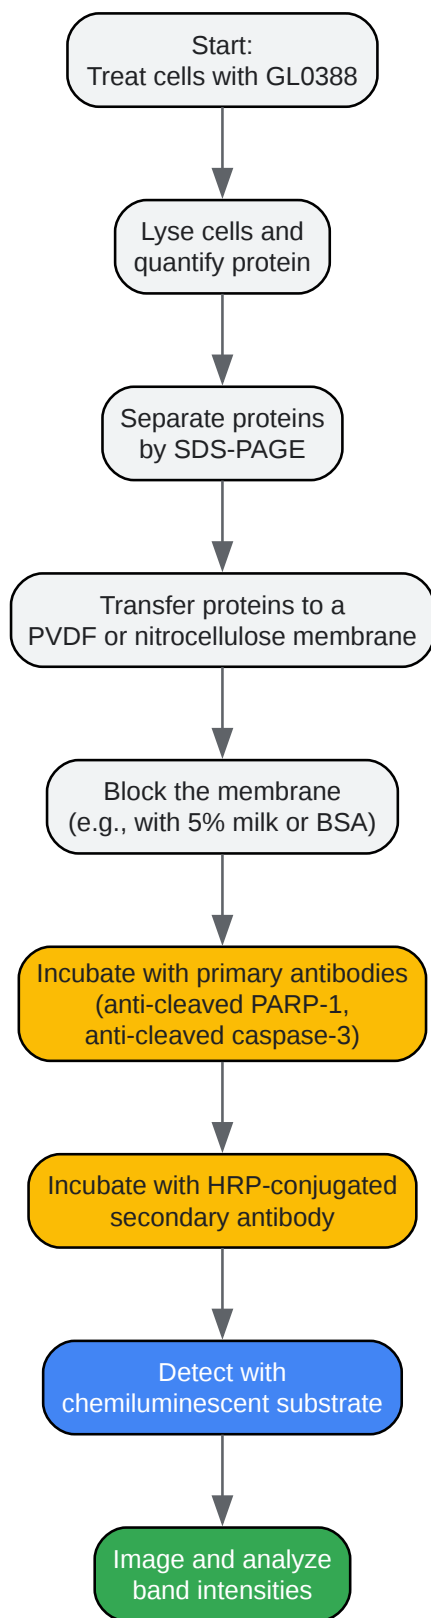 Start:
Treat cells with GL0388
Lyse cells and
quantify protein
Separate proteins
by SDS-PAGE
Transfer proteins to a
PVDF or nitrocellulose membrane
Block the membrane
(e.g., with 5% milk or BSA)
Incubate with primary antibodies
(anti-cleaved PARP-1,
anti-cleaved caspase-3)
Incubate with HRP-conjugated
secondary antibody
Detect with
chemiluminescent substrate
Image and analyze
band intensities